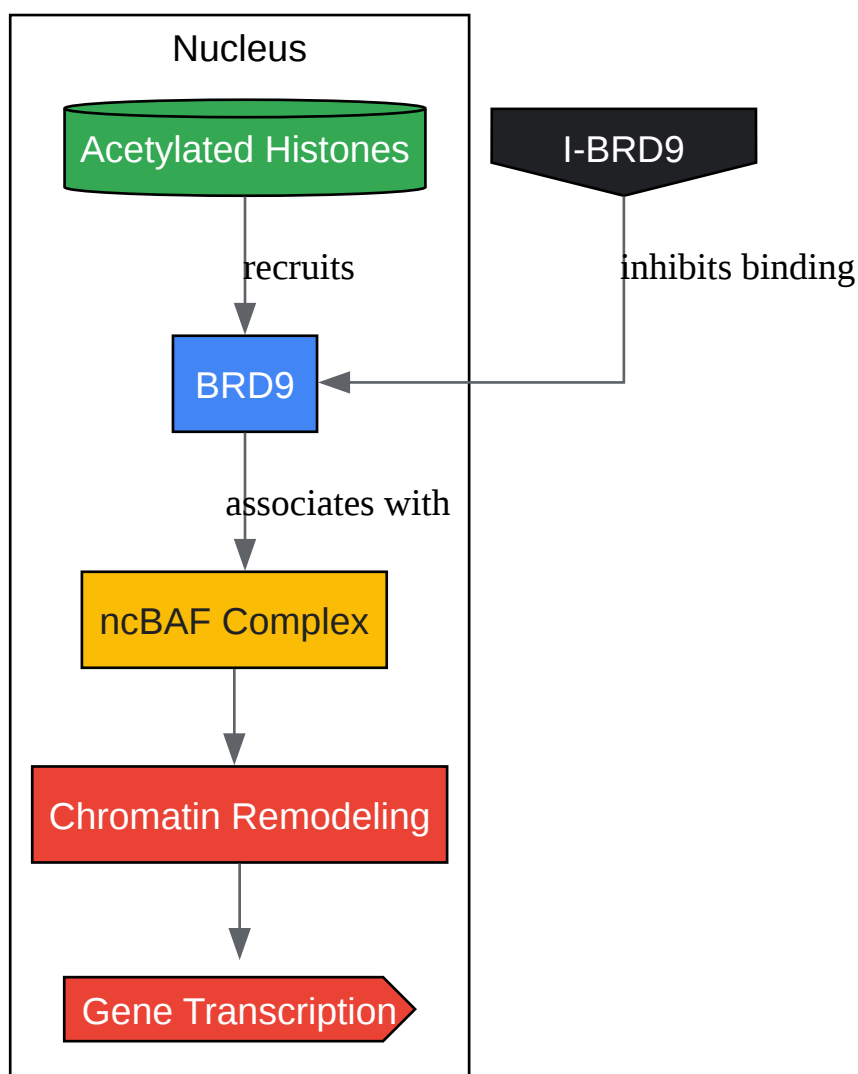 Nucleus
Acetylated Histones
I-BRD9
recruits
inhibits binding
BRD9
associates with
ncBAF Complex
Chromatin Remodeling
Gene Transcription